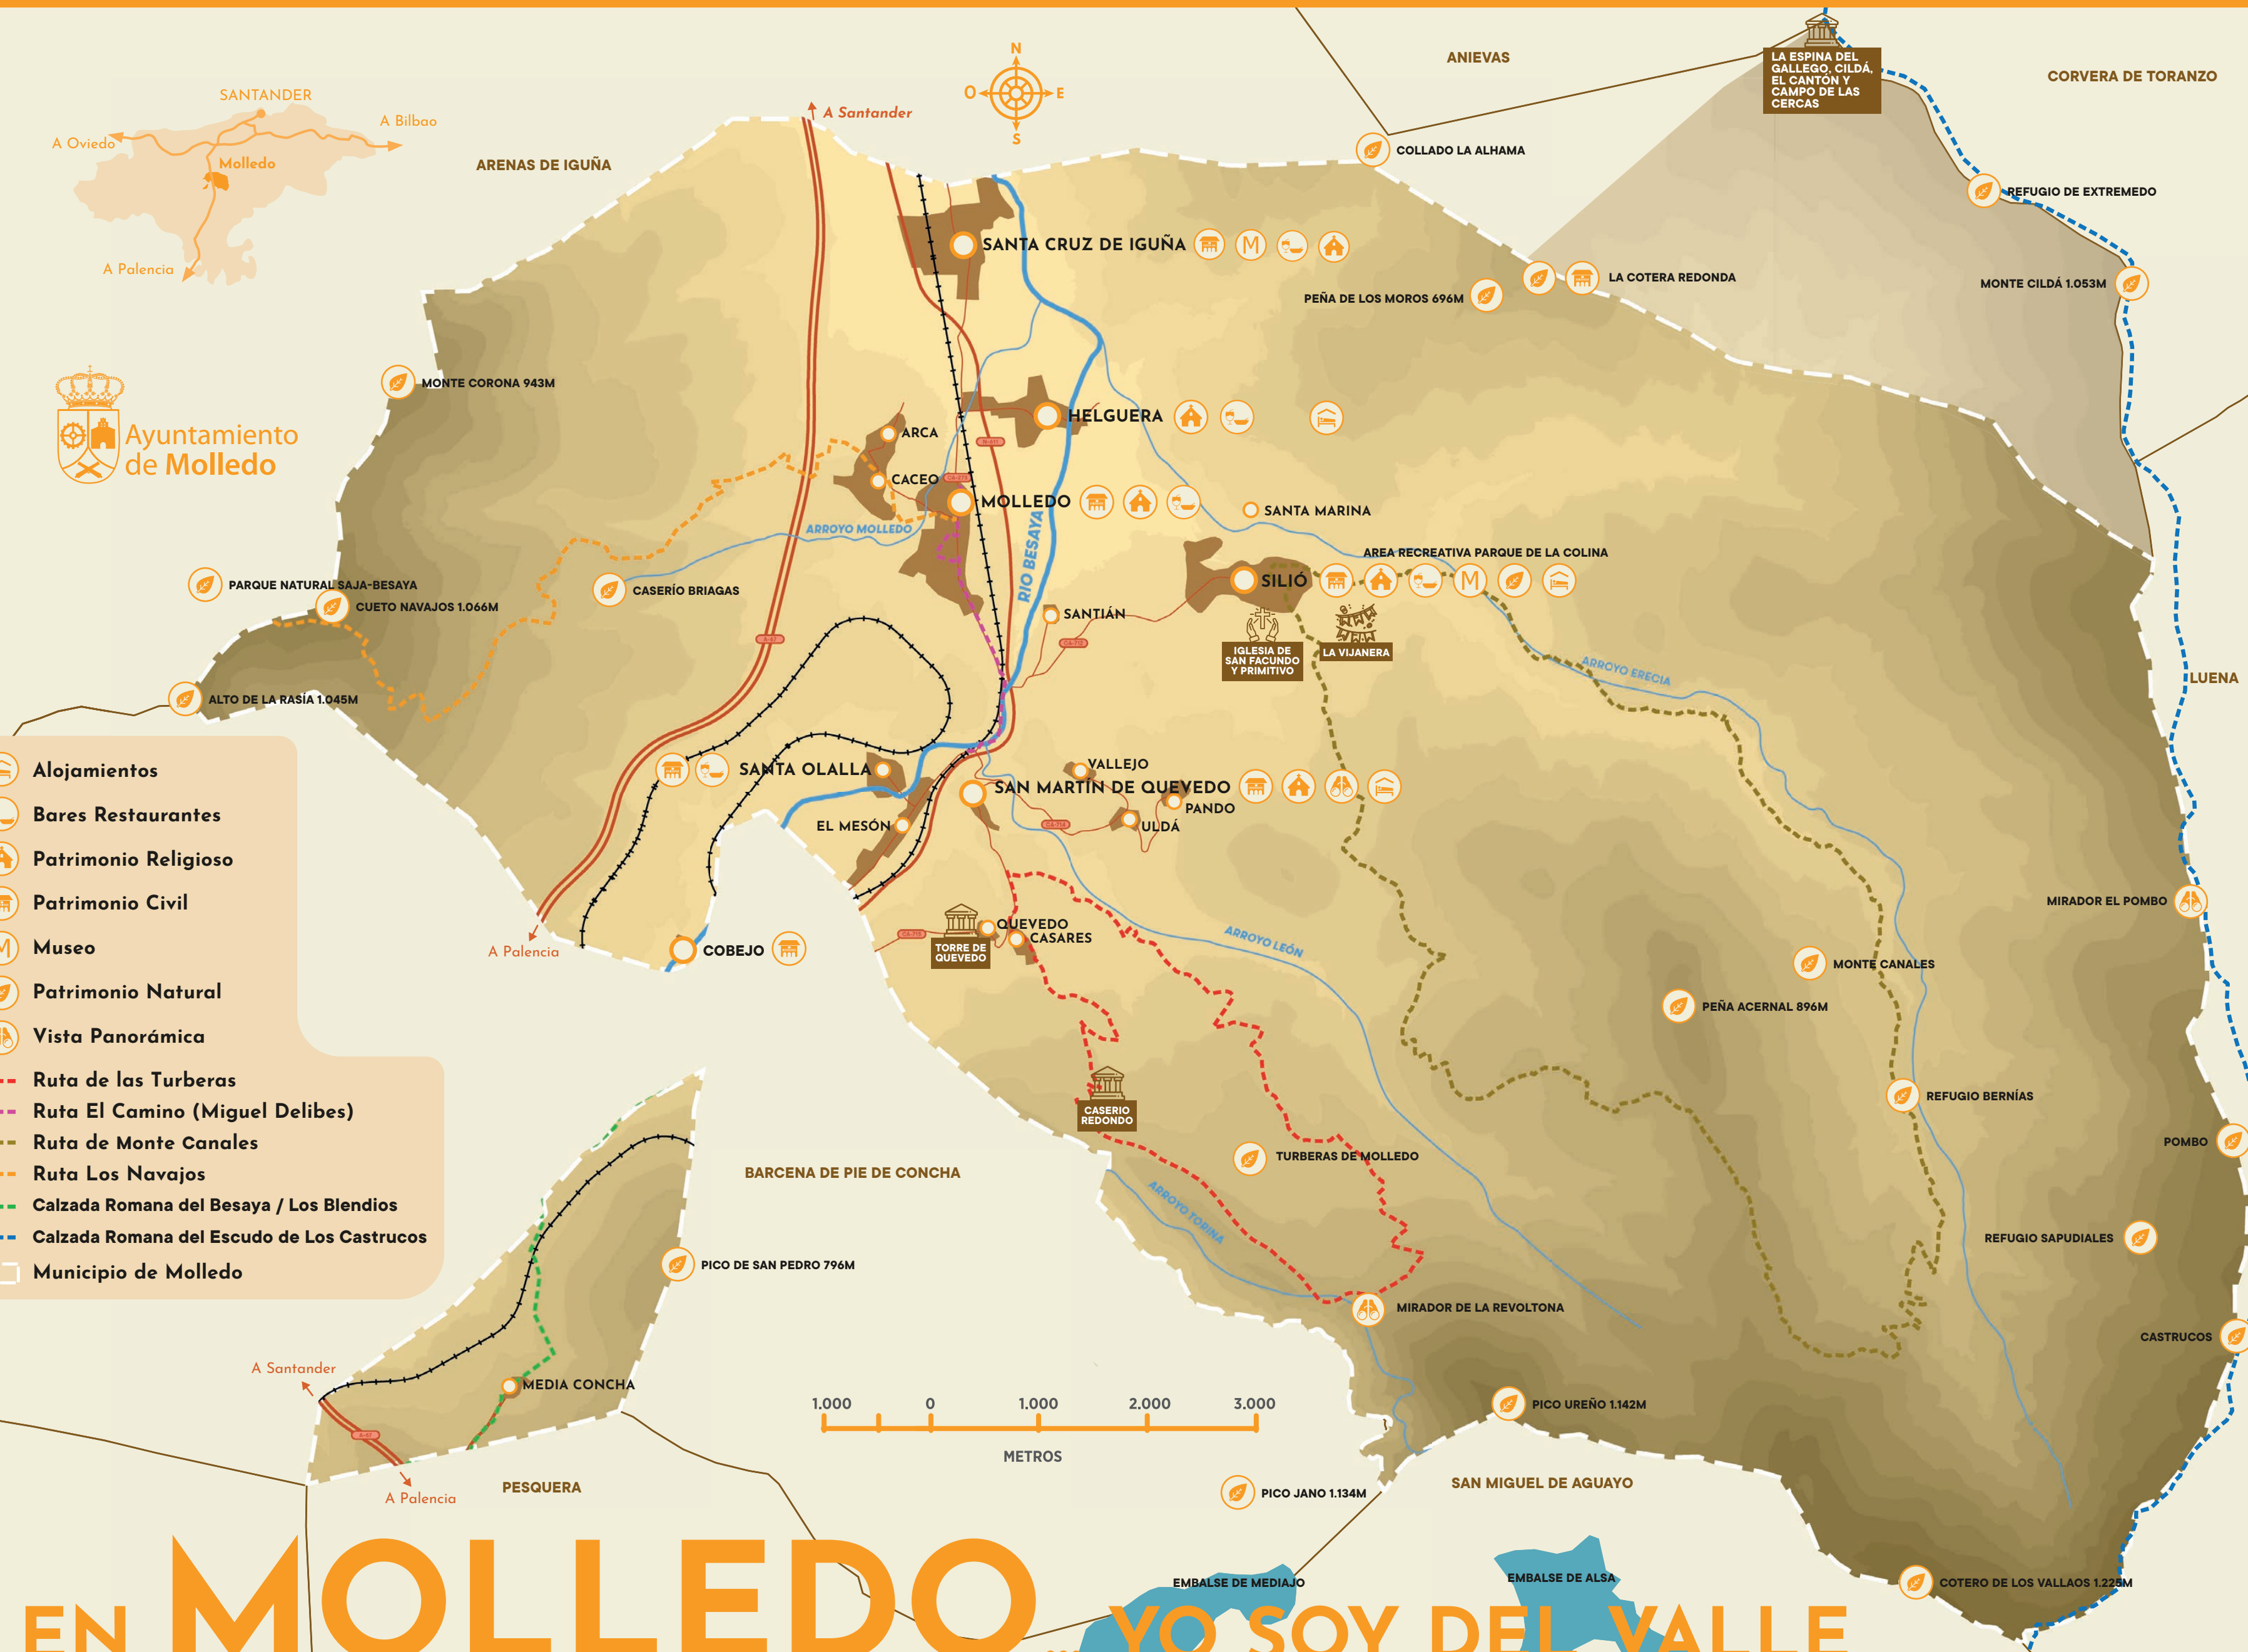 ANIEVAS
CORVERA DE TORANZO
LA ESPINA DEL
GALLEGO, CILDÁ,
EL CANTÓN Y
CAMPO DE LAS
CERCAS
N
O
E
S
SANTANDER
A Oviedo
A Bilbao
Molledo
A Palencia
A Santander
ARENAS DE IGUÑA
COLLADO LA ALHAMA
REFUGIO DE EXTREMEDO
SANTA CRUZ DE IGUÑA
M
PEÑA DE LOS MOROS 696M
LA COTERA REDONDA
MONTE CILDÁ 1.053M
MONTE CORONA 943M
Ayuntamiento
de Molledo
HELGUERA
ARCA
N-611
CACEO
MOLLEDO
ARROYO MOLLEDO
RIO BESAYA
SANTA MARINA
AREA RECREATIVA PARQUE DE LA COLINA
SILIÓ
M
PARQUE NATURAL SAJA-BESAYA
CUETO NAVAJOS 1.066M
CASERÍO BRIAGAS
SANTIÁN
A-67
IGLESIA DE
SAN FACUNDO
Y PRIMITIVO
LA VIJANERA
ARROYO ERECIA
LUENA
ALTO DE LA RASÍA 1.045M
SANTA OLALLA
VALLEJO
SAN MARTÍN DE QUEVEDO
PANDO
ULDÁ
EL MESÓN
MIRADOR EL POMBO
QUEVEDO
CASARES
TORRE DE
QUEVEDO
ARROYO LEÓN
A Palencia
COBEJO
MONTE CANALES
PEÑA ACERNAL 896M
Alojamientos
Bares Restaurantes
Patrimonio Religioso
Patrimonio Civil
M
Museo
Patrimonio Natural
Vista Panorámica
Ruta de las Turberas
Ruta El Camino (Miguel Delibes)
Ruta de Monte Canales
Ruta Los Navajos
Calzada Romana del Besaya / Los Blendios
Calzada Romana del Escudo de Los Castrucos
Municipio de Molledo
CASERIO
REDONDO
REFUGIO BERNÍAS
POMBO
TURBERAS DE MOLLEDO
BARCENA DE PIE DE CONCHA
ARROYO TORINA
REFUGIO SAPUDIALES
PICO DE SAN PEDRO 796M
MIRADOR DE LA REVOLTONA
CASTRUCOS
A Santander
MEDIA CONCHA
A-67
A Palencia
1.000
0
1.000
2.000
3.000
METROS
PICO UREÑO 1.142M
PESQUERA
PICO JANO 1.134M
SAN MIGUEL DE AGUAYO
EMBALSE DE MEDIAJO
EMBALSE DE ALSA
COTERO DE LOS VALLAOS 1.225M
EN MOLLEDO... YO SOY DEL VALLE